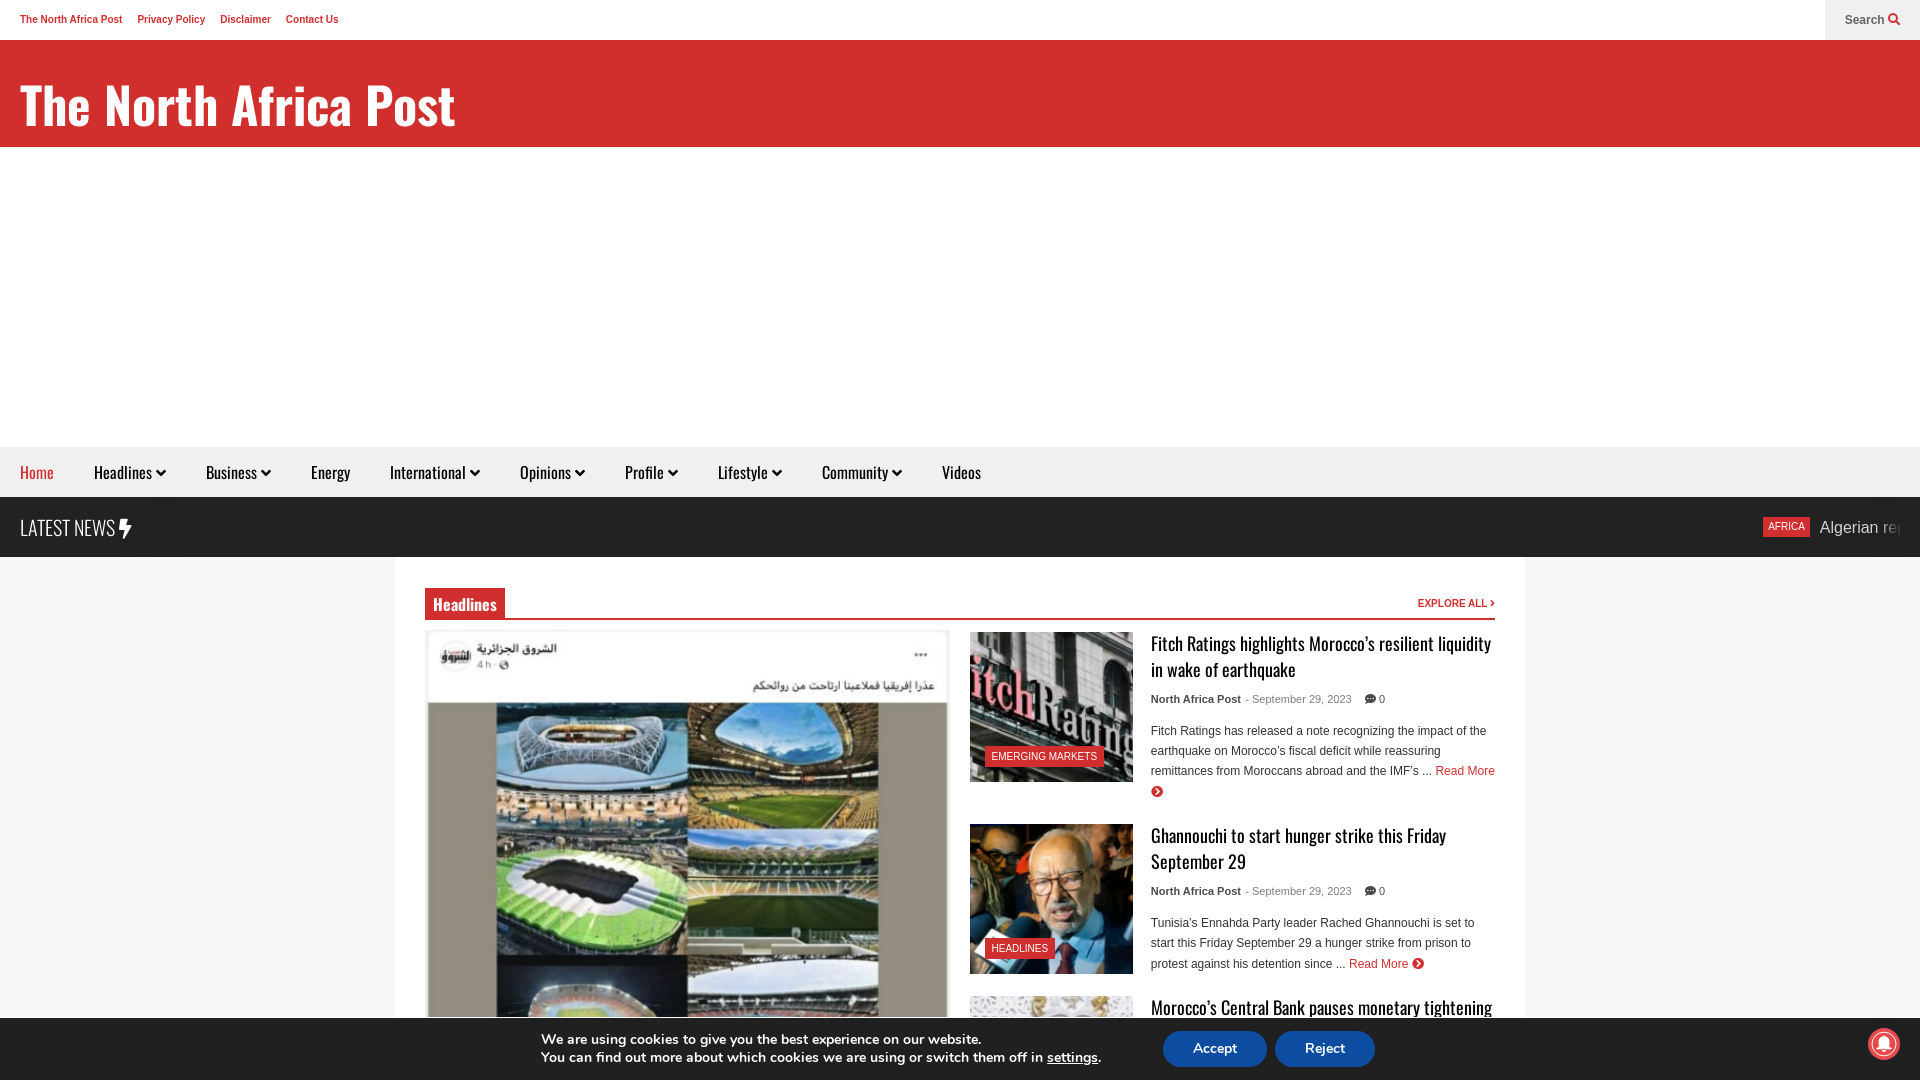 The North Africa Post
Privacy Policy
Disclaimer
Contact Us
Search
The North Africa Post
Home
Headlines
Business
Energy
International
Opinions
Profile
Lifestyle
Community
Videos
LATEST NEWS
AFRICA
Algerian reg
Headlines
EXPLORE ALL
الشروق الجزائرية
4 h ·
عذرا إفريقيا فملاعبنا ارتاحت من روائحكم
itchRating
EMERGING MARKETS
Fitch Ratings highlights Morocco’s resilient liquidity
in wake of earthquake
North Africa Post - September 29, 2023 0
Fitch Ratings has released a note recognizing the impact of the
earthquake on Morocco’s fiscal deficit while reassuring
remittances from Moroccans abroad and the IMF’s ... Read More
HEADLINES
Ghannouchi to start hunger strike this Friday
September 29
North Africa Post - September 29, 2023 0
Tunisia’s Ennahda Party leader Rached Ghannouchi is set to
start this Friday September 29 a hunger strike from prison to
protest against his detention since ... Read More
Morocco’s Central Bank pauses monetary tightening
We are using cookies to give you the best experience on our website.
You can find out more about which cookies we are using or switch them off in settings.
Accept
Reject